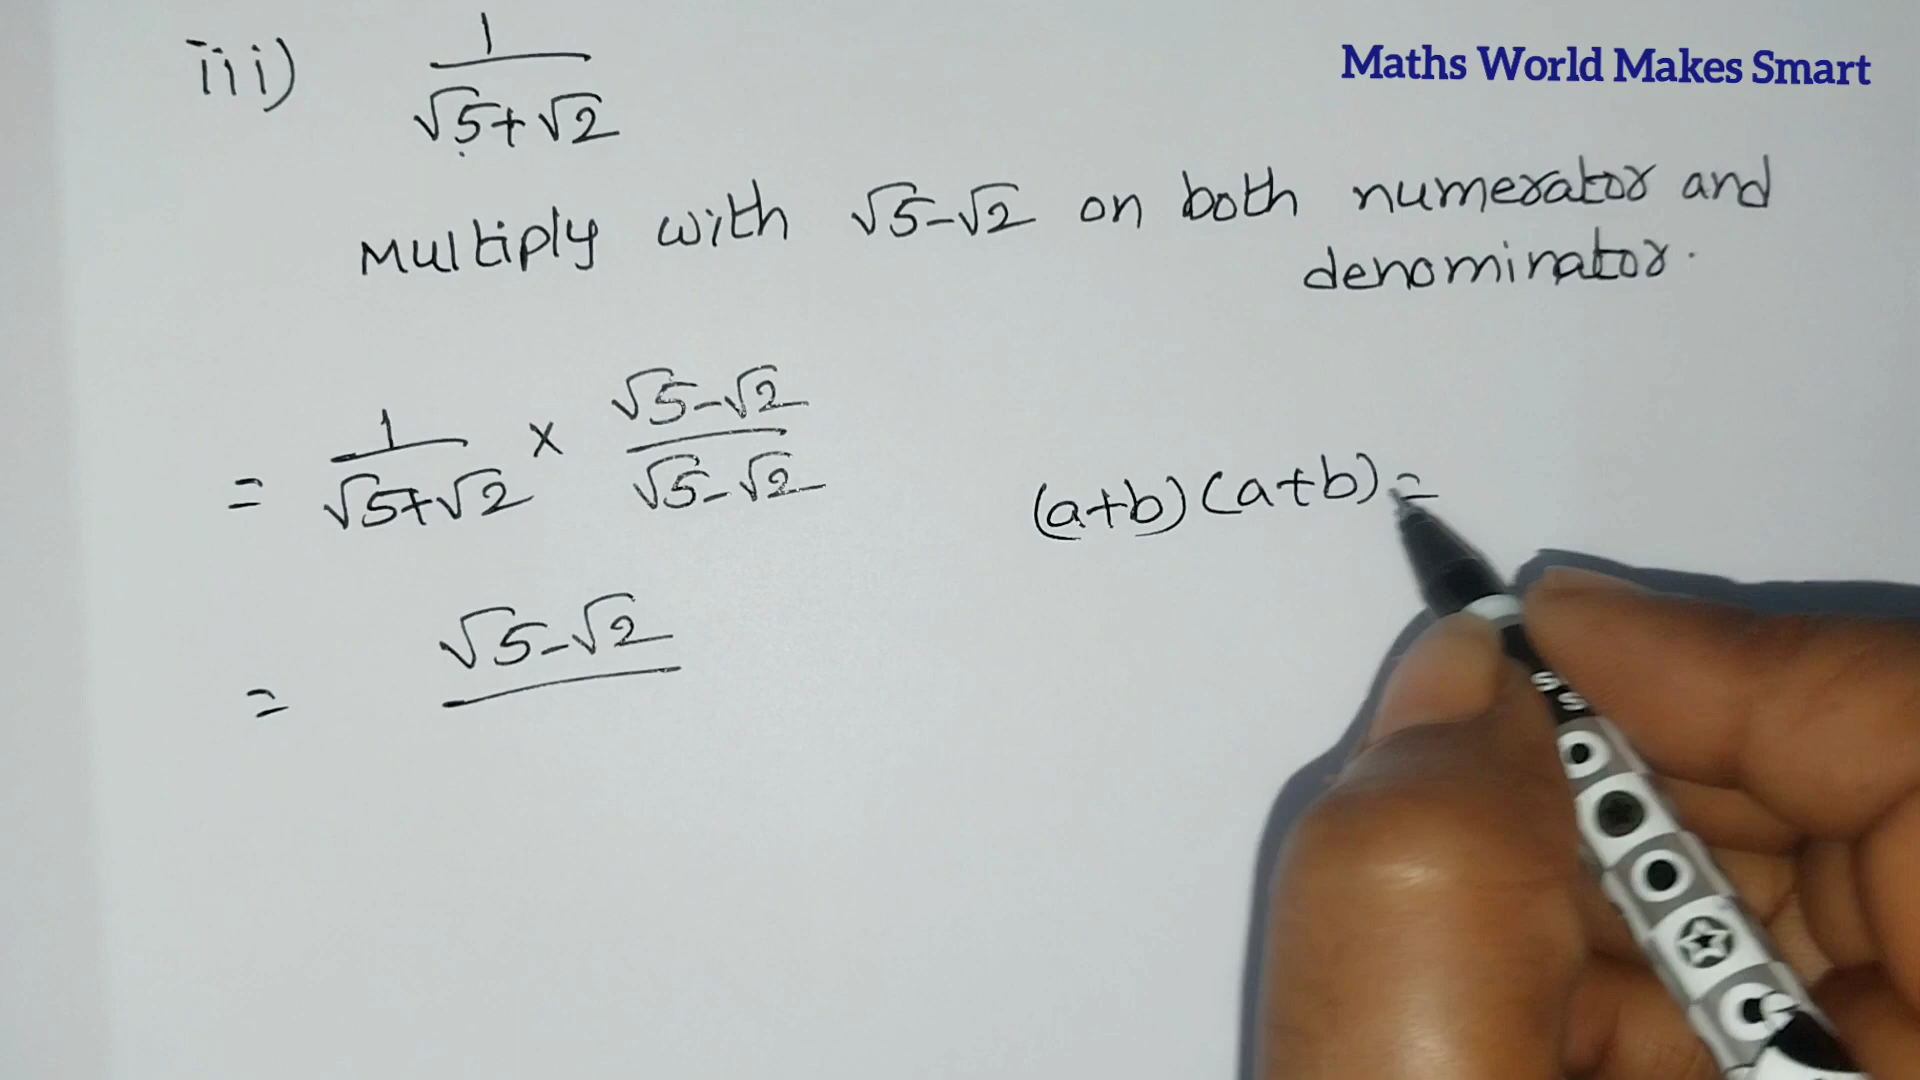 Maths World Makes Smart
iii) 1/(√5+√2)
Multiply with √5-√2 on both numerator and
denominator.
= 1/(√5+√2) × (√5-√2)/(√5-√2)
(a+b)(a+b)=
= √5-√2
SS